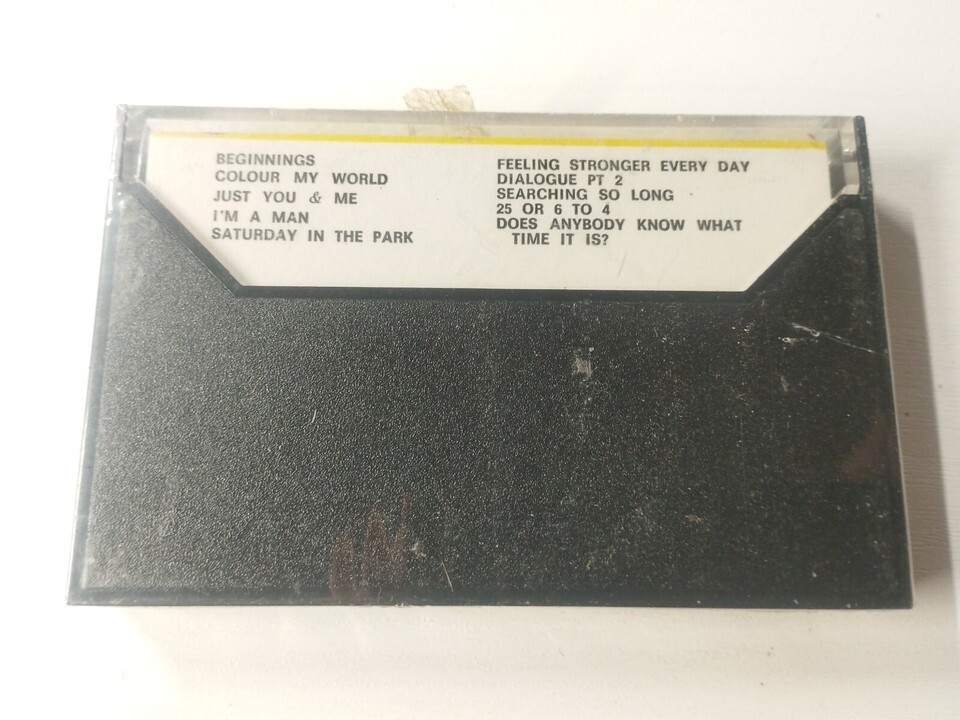 BEGINNINGS
COLOUR MY WORLD
JUST YOU & ME
I'M A MAN
SATURDAY IN THE PARK
FEELING STRONGER EVERY DAY
DIALOGUE PT 2
SEARCHING SO LONG
25 OR 6 TO 4
DOES ANYBODY KNOW WHAT
TIME IT IS?